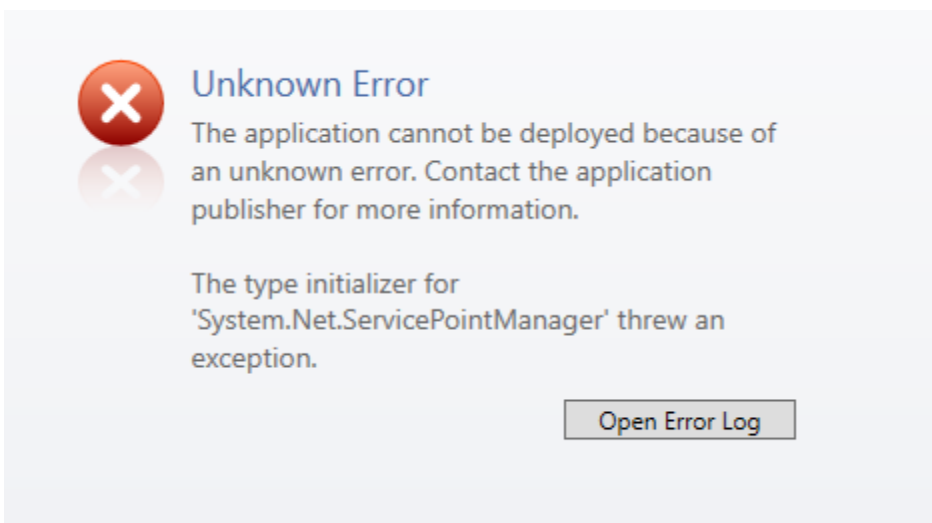 Unknown Error
The application cannot be deployed because of
an unknown error. Contact the application
publisher for more information.
The type initializer for
'System.Net.ServicePointManager' threw an
exception.
Open Error Log